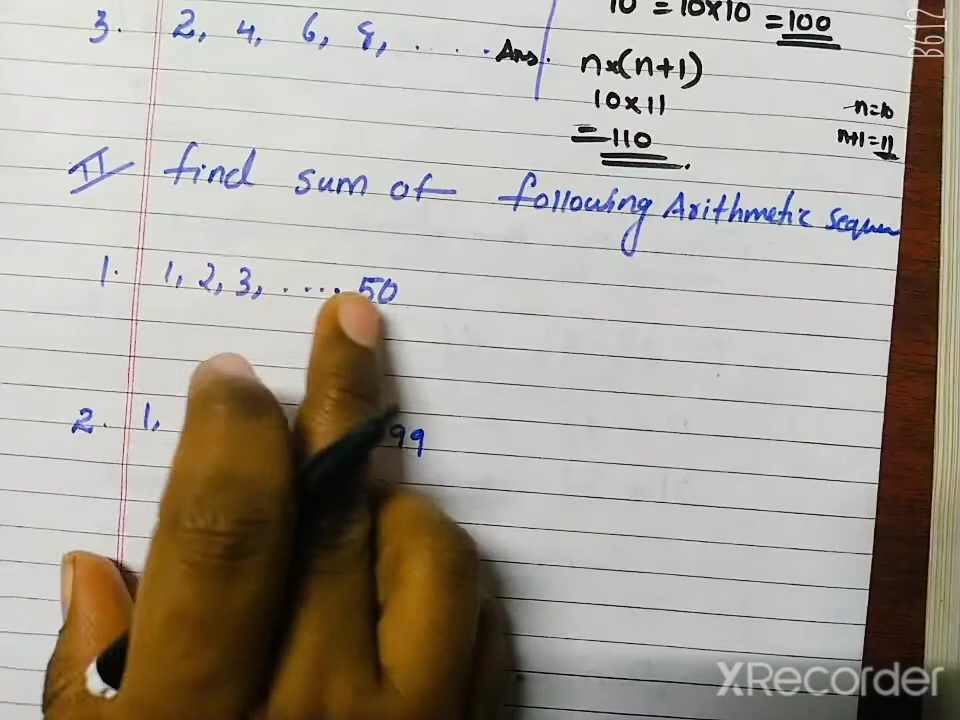 10 = 10×10 = 100
3. 2, 4, 6, 8, ..... Ans.
n×(n+1)
10×11
= 110
n=10
n+1=11
II find sum of following Arithmetic sequen
1. 1, 2, 3, ..... 50
2. 1, 99
B612
XRecorder